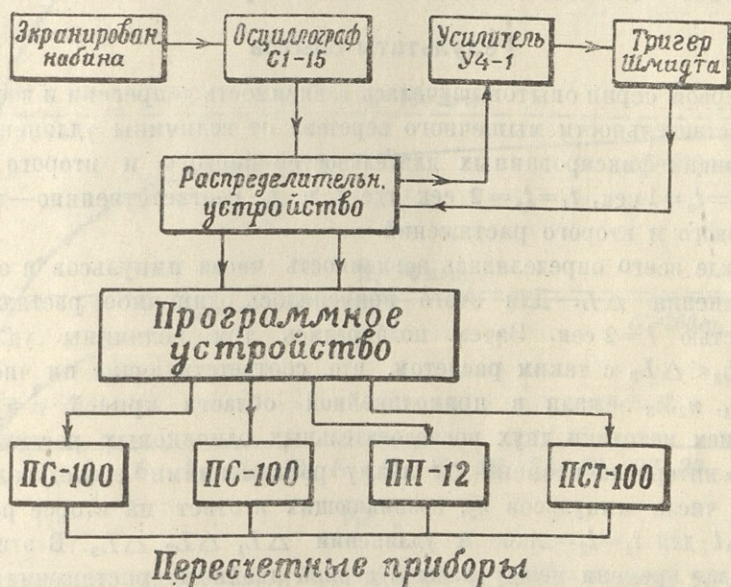 Экранирован.
набина
Осциллограф
С1-15
Усилитель
У4-1
Тригер
Шмидта
Распределительн.
устройство
Программное
устройство
ПС-100
ПС-100
ПП-12
ПСТ-100
Пересчетные приборы